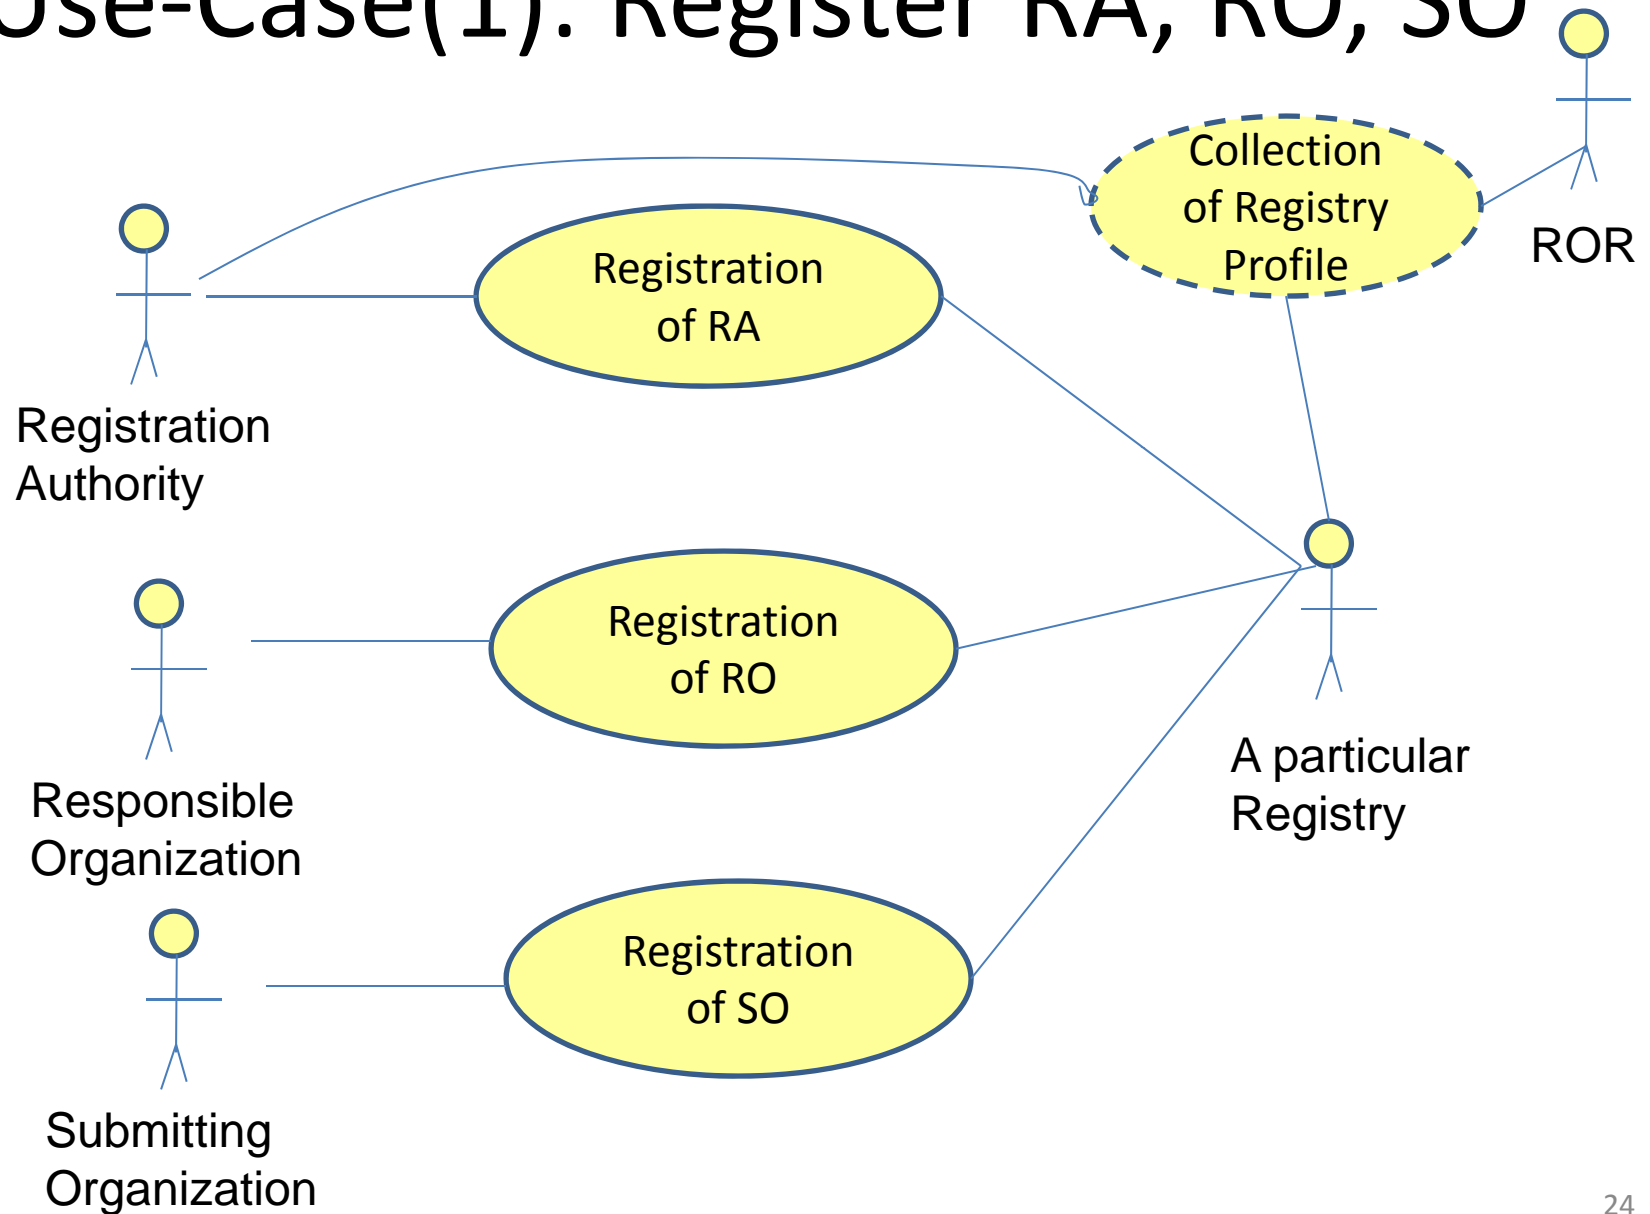 Use-Case(1): Register RA, RO, SO
Collection
of Registry
Profile
ROR
Registration
of RA
Registration
Authority
Registration
of RO
Responsible
Organization
A particular
Registry
Registration
of SO
Submitting
Organization
24